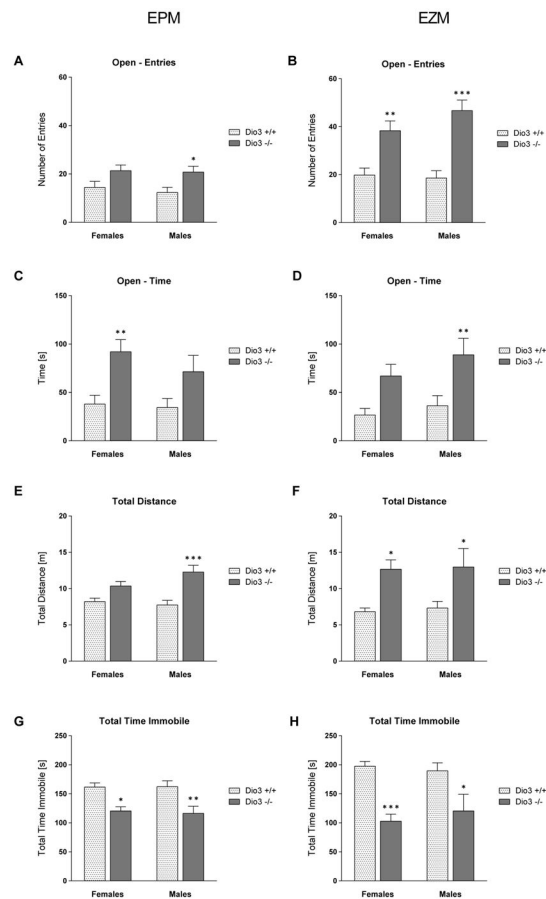 EPM
EZM
A
Open - Entries
60
40
20
0
Number of Entries
*
Females
Males
Dio3 +/+
Dio3 -/-
B
Open - Entries
60
40
20
0
Number of Entries
**
***
Females
Males
Dio3 +/+
Dio3 -/-
C
Open - Time
150
100
50
0
Time [s]
**
Females
Males
Dio3 +/+
Dio3 -/-
D
Open - Time
150
100
50
0
Time [s]
**
Females
Males
Dio3 +/+
Dio3 -/-
E
Total Distance
20
15
10
5
0
Total Distance [m]
***
Females
Males
Dio3 +/+
Dio3 -/-
F
Total Distance
20
15
10
5
0
Total Distance [m]
*
*
Females
Males
Dio3 +/+
Dio3 -/-
G
Total Time Immobile
250
200
150
100
50
0
Total Time Immobile [s]
*
**
Females
Males
Dio3 +/+
Dio3 -/-
H
Total Time Immobile
250
200
150
100
50
0
Total Time Immobile [s]
***
*
Females
Males
Dio3 +/+
Dio3 -/-